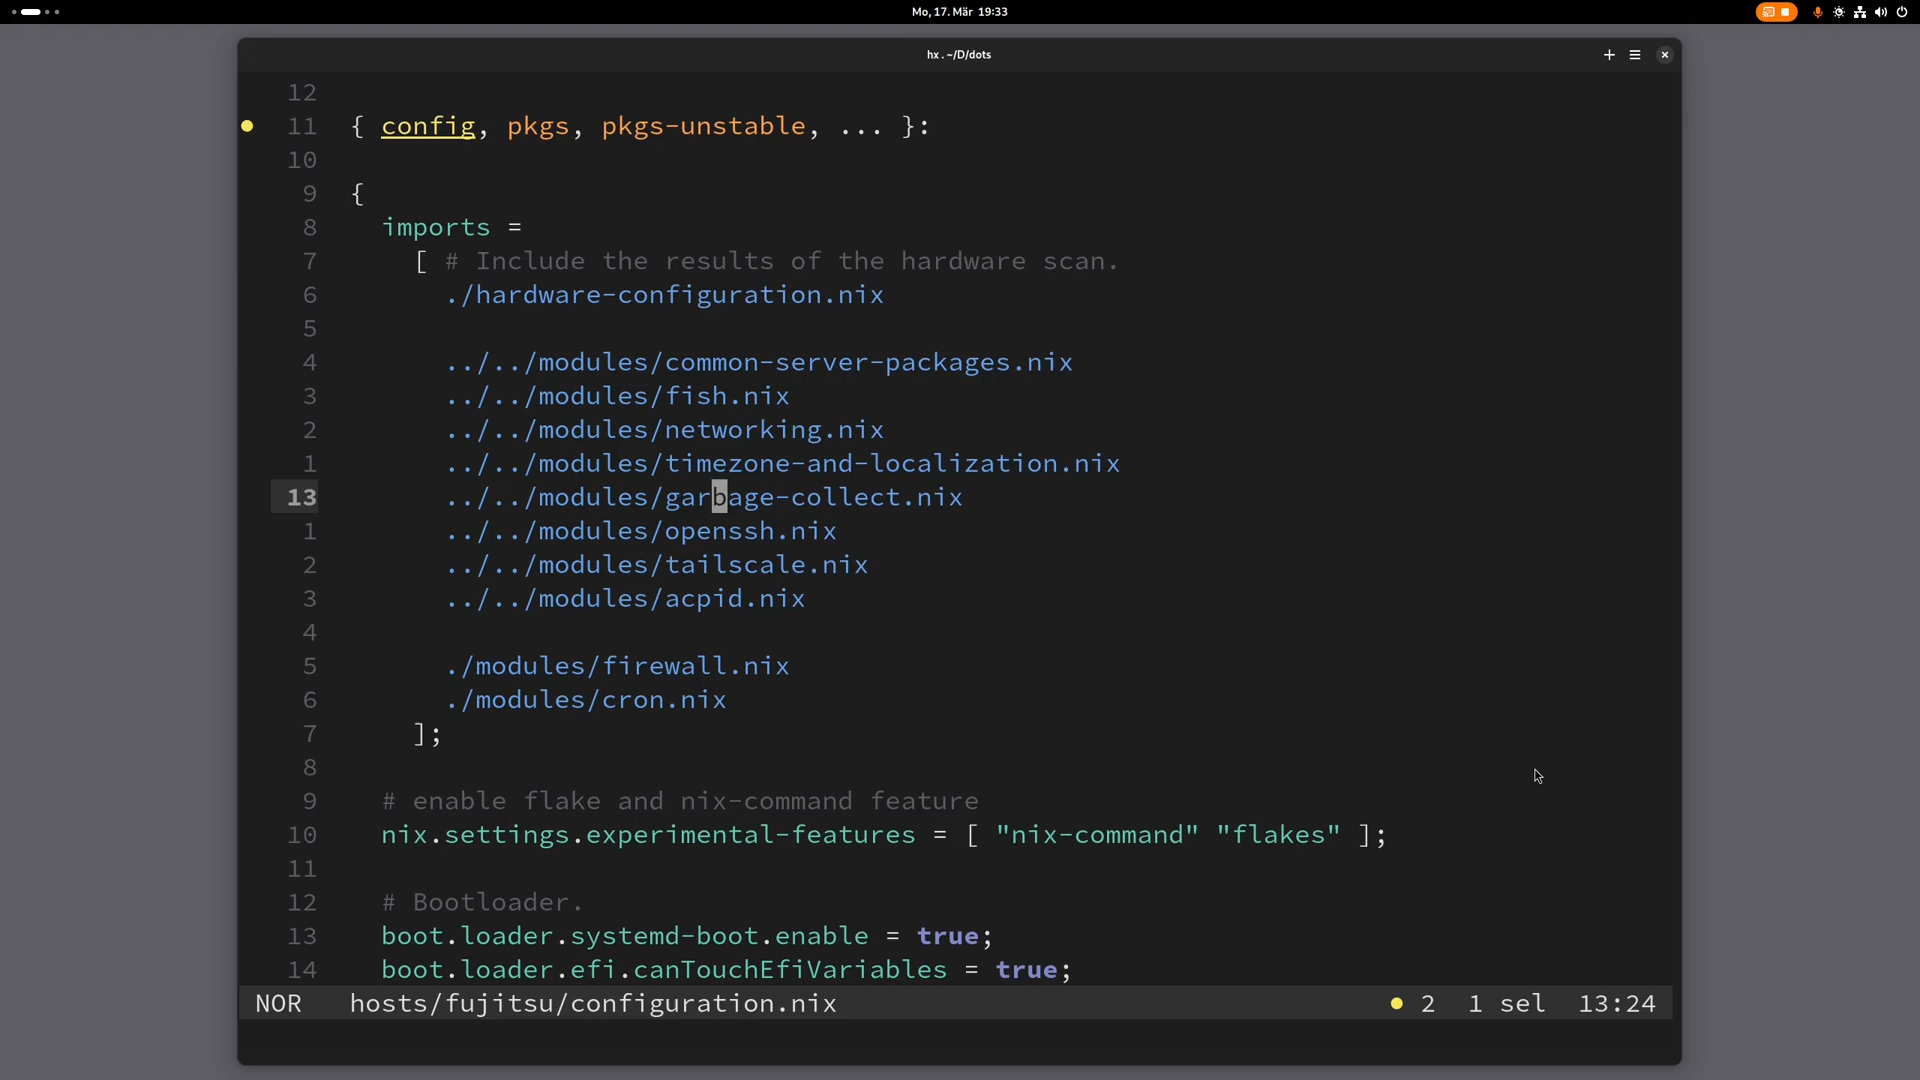 Mo, 17. Mär 19:33
hx . ~/D/dots
12
11 { config, pkgs, pkgs-unstable, ... }:
10
9 {
8 imports =
7 [ # Include the results of the hardware scan.
6 ./hardware-configuration.nix
5
4 ../../modules/common-server-packages.nix
3 ../../modules/fish.nix
2 ../../modules/networking.nix
1 ../../modules/timezone-and-localization.nix
13 ../../modules/garbage-collect.nix
1 ../../modules/openssh.nix
2 ../../modules/tailscale.nix
3 ../../modules/acpid.nix
4
5 ./modules/firewall.nix
6 ./modules/cron.nix
7 ];
8
9 # enable flake and nix-command feature
10 nix.settings.experimental-features = [ "nix-command" "flakes" ];
11
12 # Bootloader.
13 boot.loader.systemd-boot.enable = true;
14 boot.loader.efi.canTouchEfiVariables = true;
NOR hosts/fujitsu/configuration.nix ● 2 1 sel 13:24